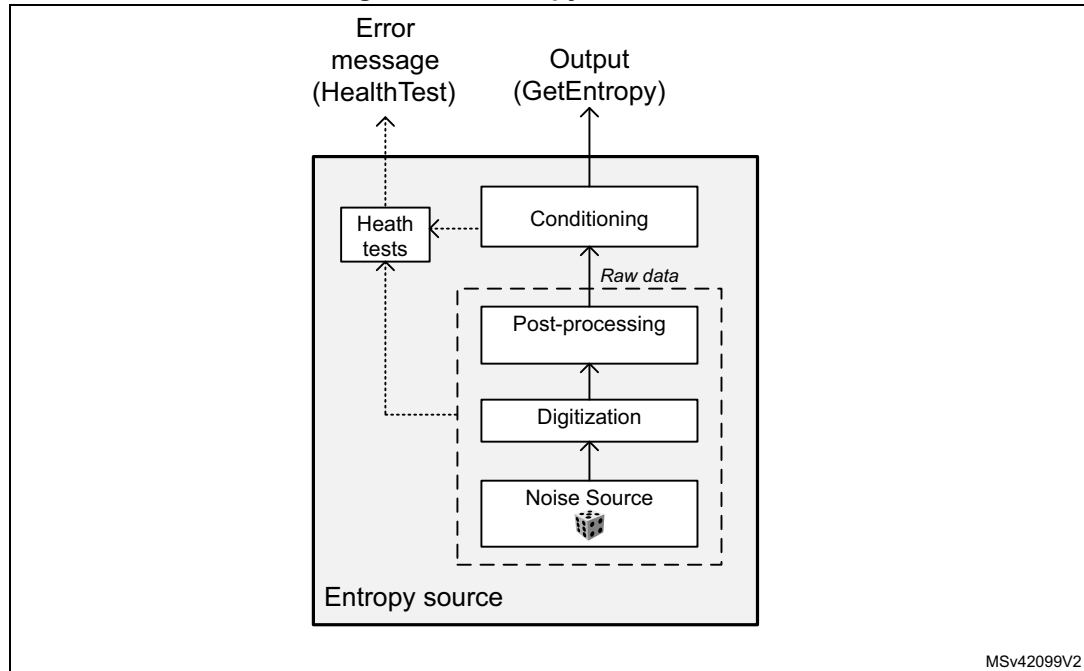 Error
message
(HealthTest)
Output
(GetEntropy)
Heath
tests
Conditioning
Raw data
Post-processing
Digitization
Noise Source
Entropy source
MSv42099V2